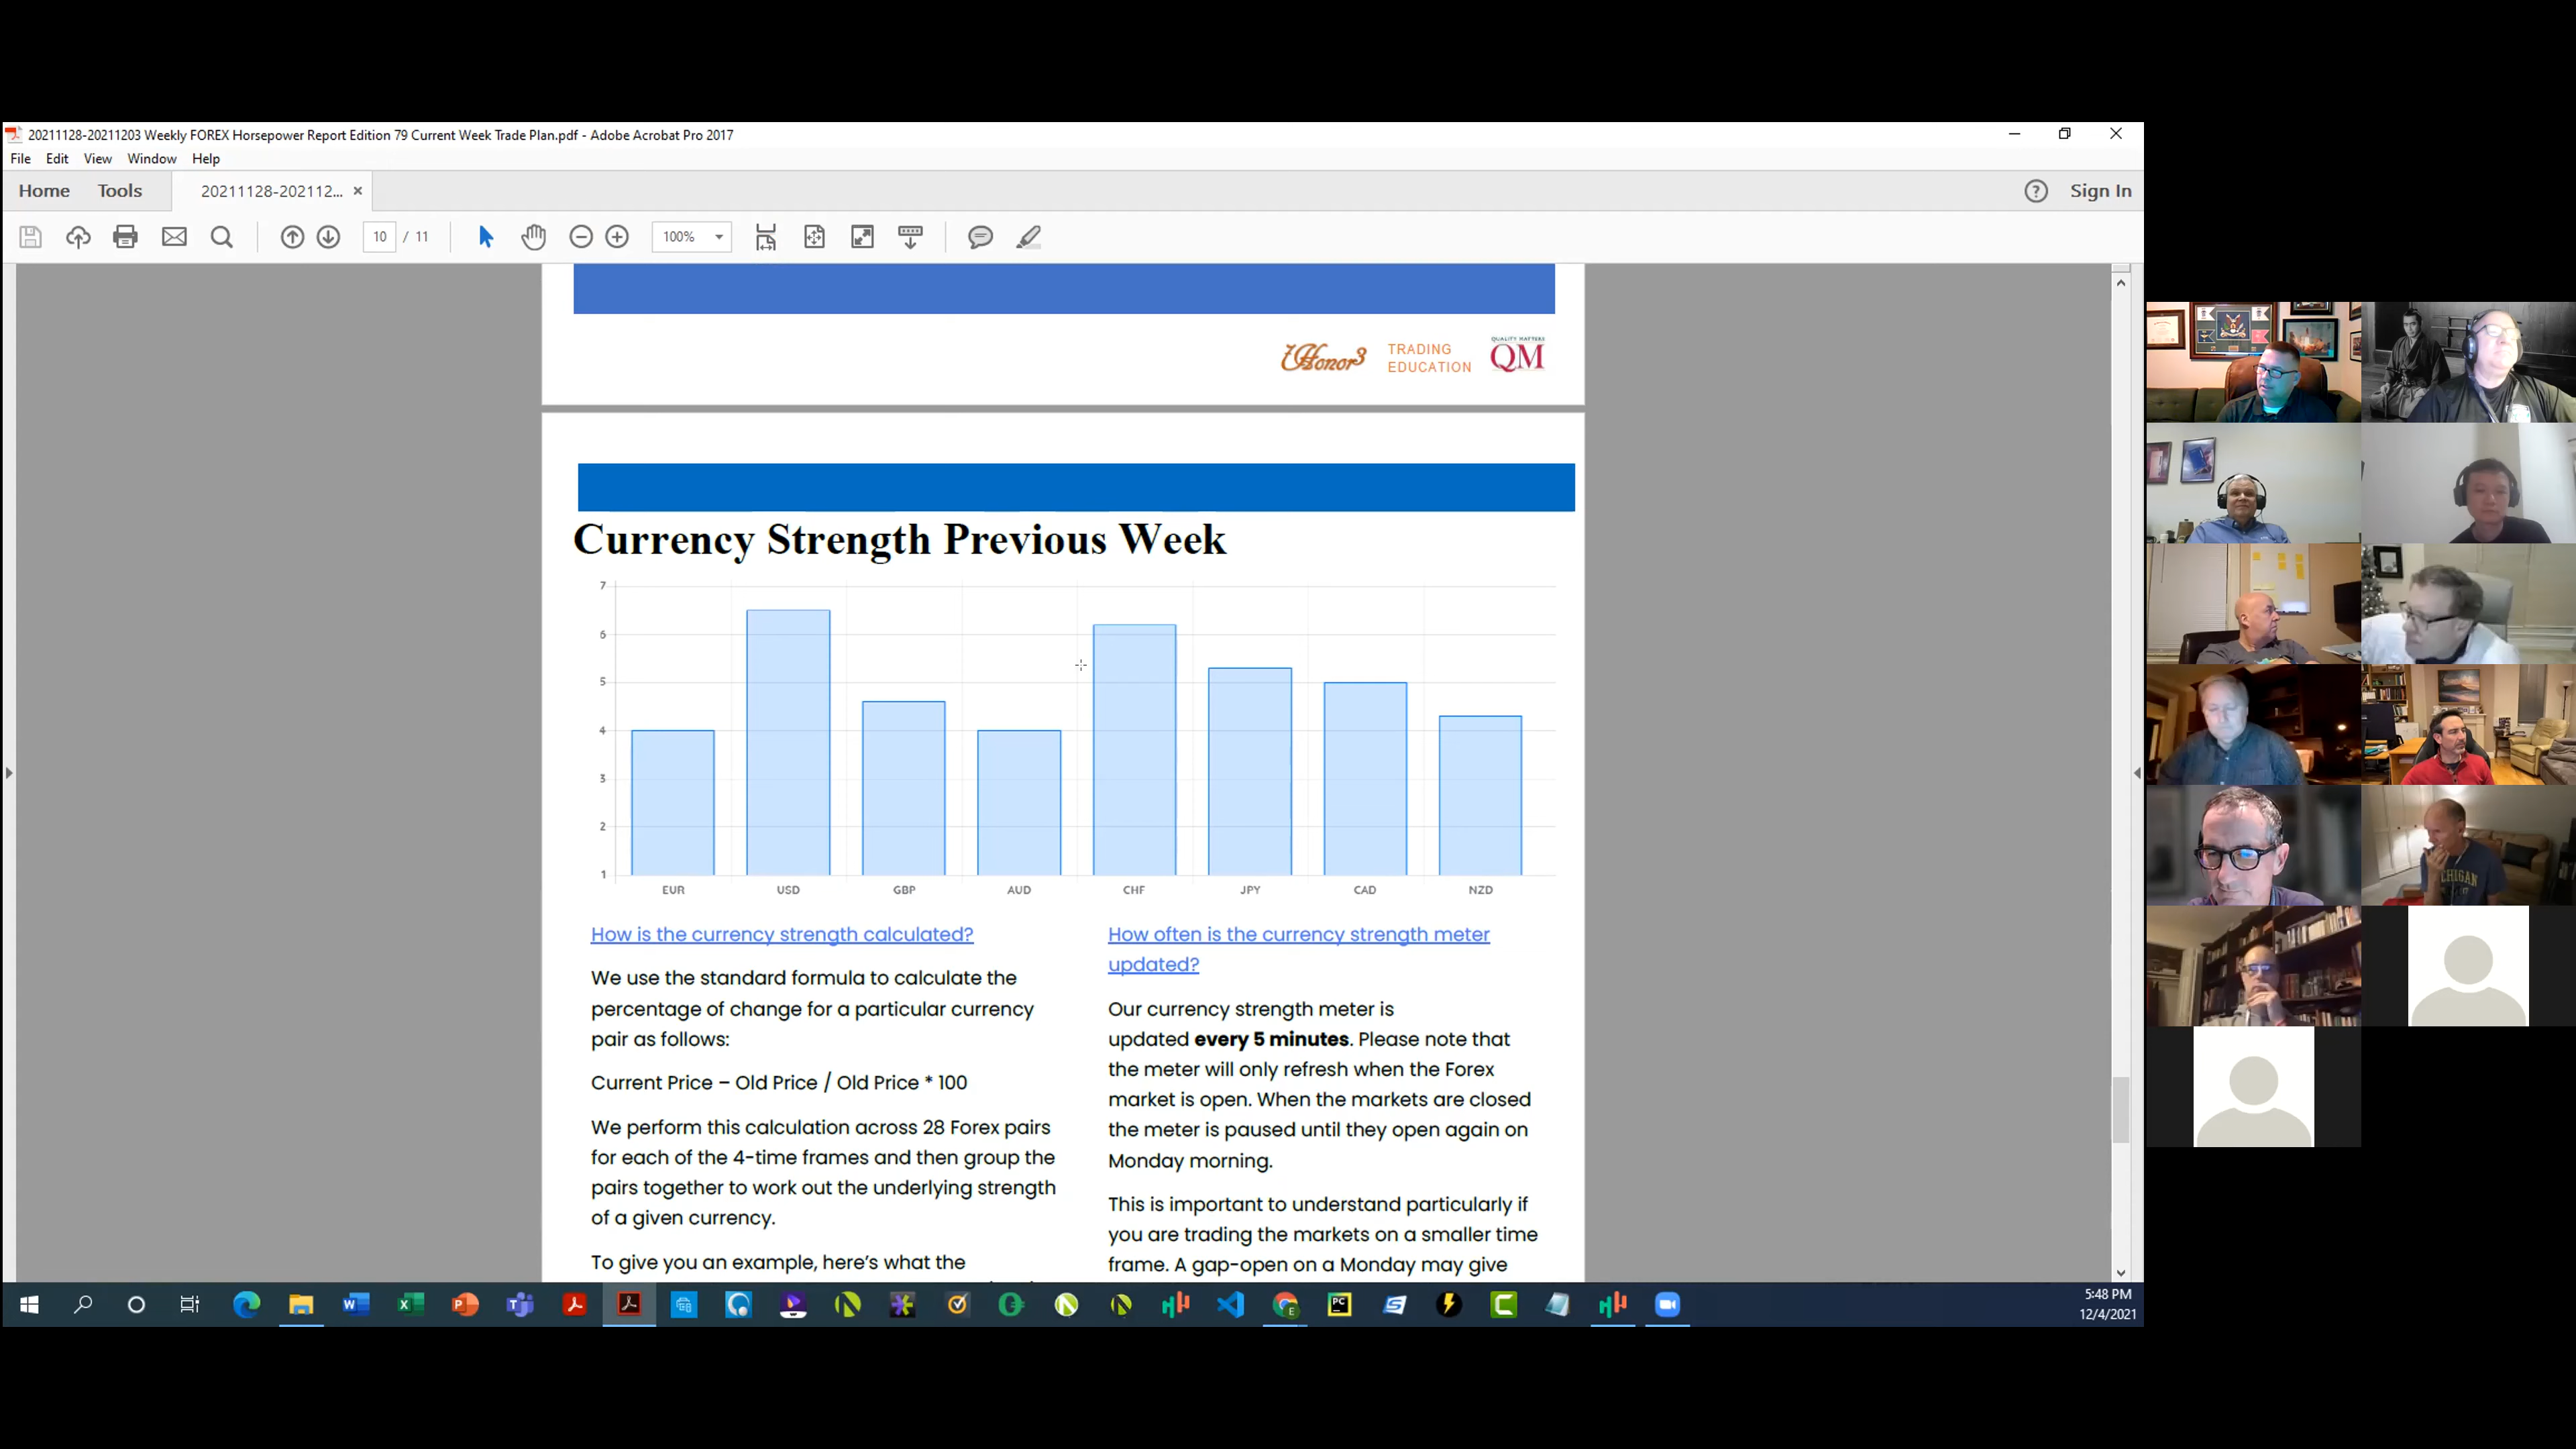 20211128-20211203 Weekly FOREX Horsepower Report Edition 79 Current Week Trade Plan.pdf - Adobe Acrobat Pro 2017
File Edit View Window Help
Home Tools 20211128-202112... × Sign In
10 / 11 100%
7Honor3 TRADING EDUCATION QUALITY MATTERS QM
Currency Strength Previous Week
7
6
5
4
3
2
1
EUR USD GBP AUD CHF JPY CAD NZD
How is the currency strength calculated?
We use the standard formula to calculate the
percentage of change for a particular currency
pair as follows:
Current Price – Old Price / Old Price * 100
We perform this calculation across 28 Forex pairs
for each of the 4-time frames and then group the
pairs together to work out the underlying strength
of a given currency.
To give you an example, here's what the
How often is the currency strength meter
updated?
Our currency strength meter is
updated every 5 minutes. Please note that
the meter will only refresh when the Forex
market is open. When the markets are closed
the meter is paused until they open again on
Monday morning.
This is important to understand particularly if
you are trading the markets on a smaller time
frame. A gap-open on a Monday may give
5:48 PM
12/4/2021